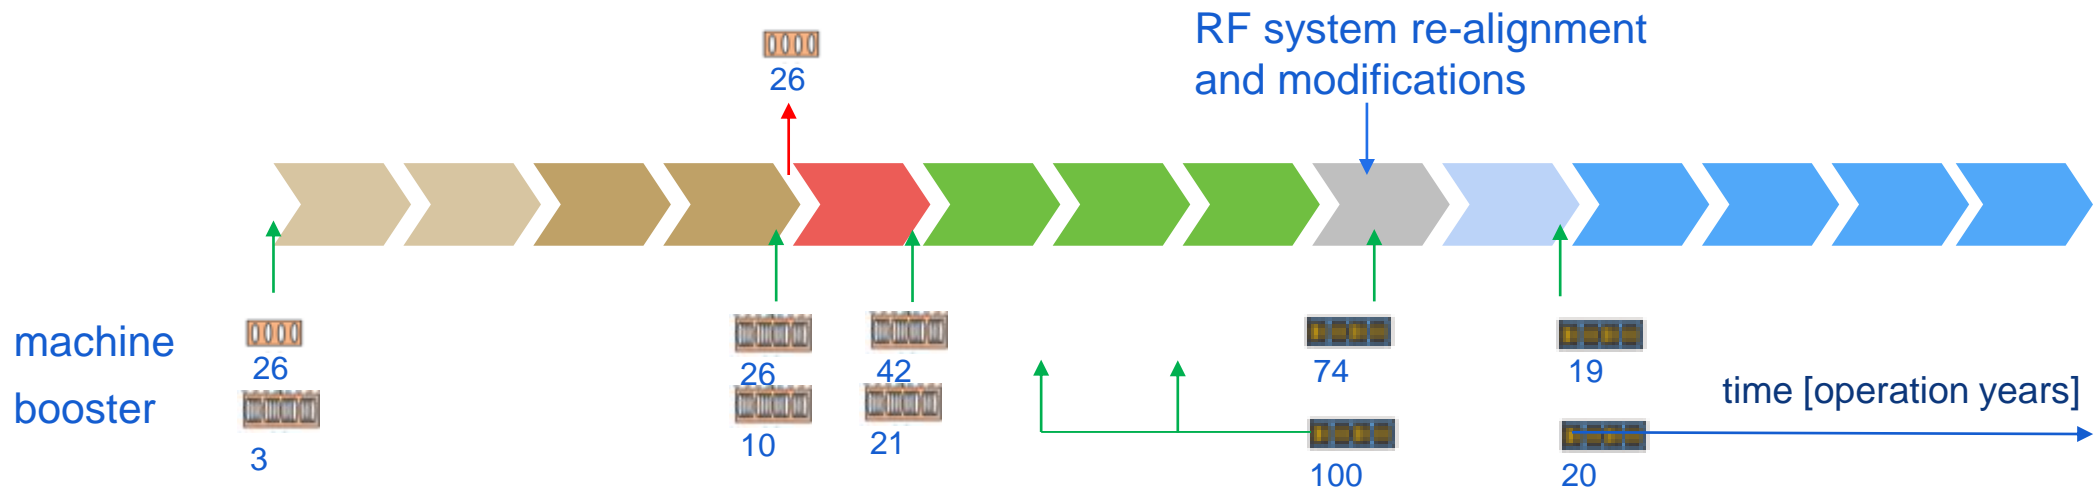 RF system re-alignment
and modifications
26
machine
26
26
42
74
19
booster
3
10
21
100
20
time [operation years]